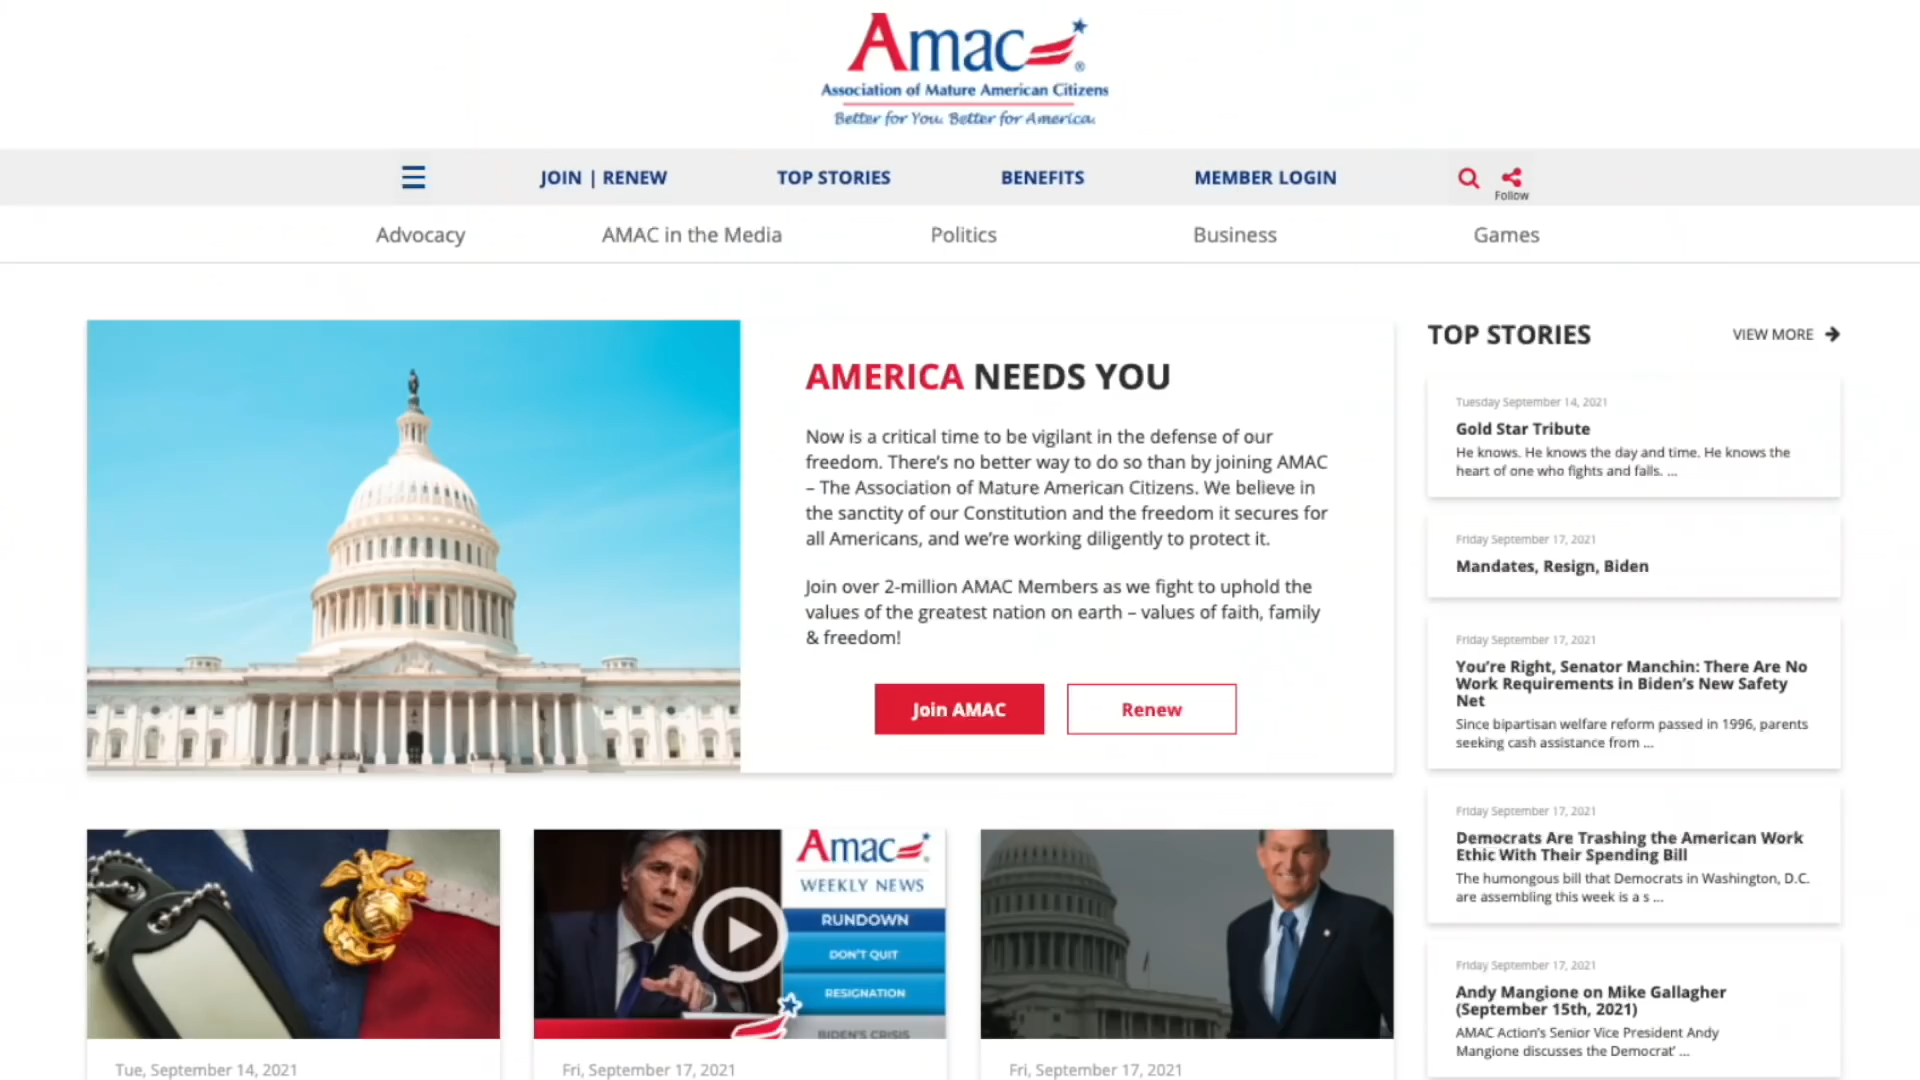 Amac®
Association of Mature American Citizens
Better for You. Better for America.
JOIN | RENEW
TOP STORIES
BENEFITS
MEMBER LOGIN
Follow
Advocacy
AMAC in the Media
Politics
Business
Games
AMERICA NEEDS YOU
Now is a critical time to be vigilant in the defense of our
freedom. There's no better way to do so than by joining AMAC
– The Association of Mature American Citizens. We believe in
the sanctity of our Constitution and the freedom it secures for
all Americans, and we're working diligently to protect it.
Join over 2-million AMAC Members as we fight to uphold the
values of the greatest nation on earth – values of faith, family
& freedom!
Join AMAC
Renew
TOP STORIES
VIEW MORE
Tuesday September 14, 2021
Gold Star Tribute
He knows. He knows the day and time. He knows the
heart of one who fights and falls. ...
Friday September 17, 2021
Mandates, Resign, Biden
Friday September 17, 2021
You're Right, Senator Manchin: There Are No
Work Requirements in Biden's New Safety
Net
Since bipartisan welfare reform passed in 1996, parents
seeking cash assistance from ...
Friday September 17, 2021
Democrats Are Trashing the American Work
Ethic With Their Spending Bill
The humongous bill that Democrats in Washington, D.C.
are assembling this week is a s ...
Friday September 17, 2021
Andy Mangione on Mike Gallagher
(September 15th, 2021)
AMAC Action's Senior Vice President Andy
Mangione discusses the Democrat' ...
Amac
WEEKLY NEWS
RUNDOWN
DON'T QUIT
RESIGNATION
BIDEN'S CRISIS
Tue, September 14, 2021
Fri, September 17, 2021
Fri, September 17, 2021